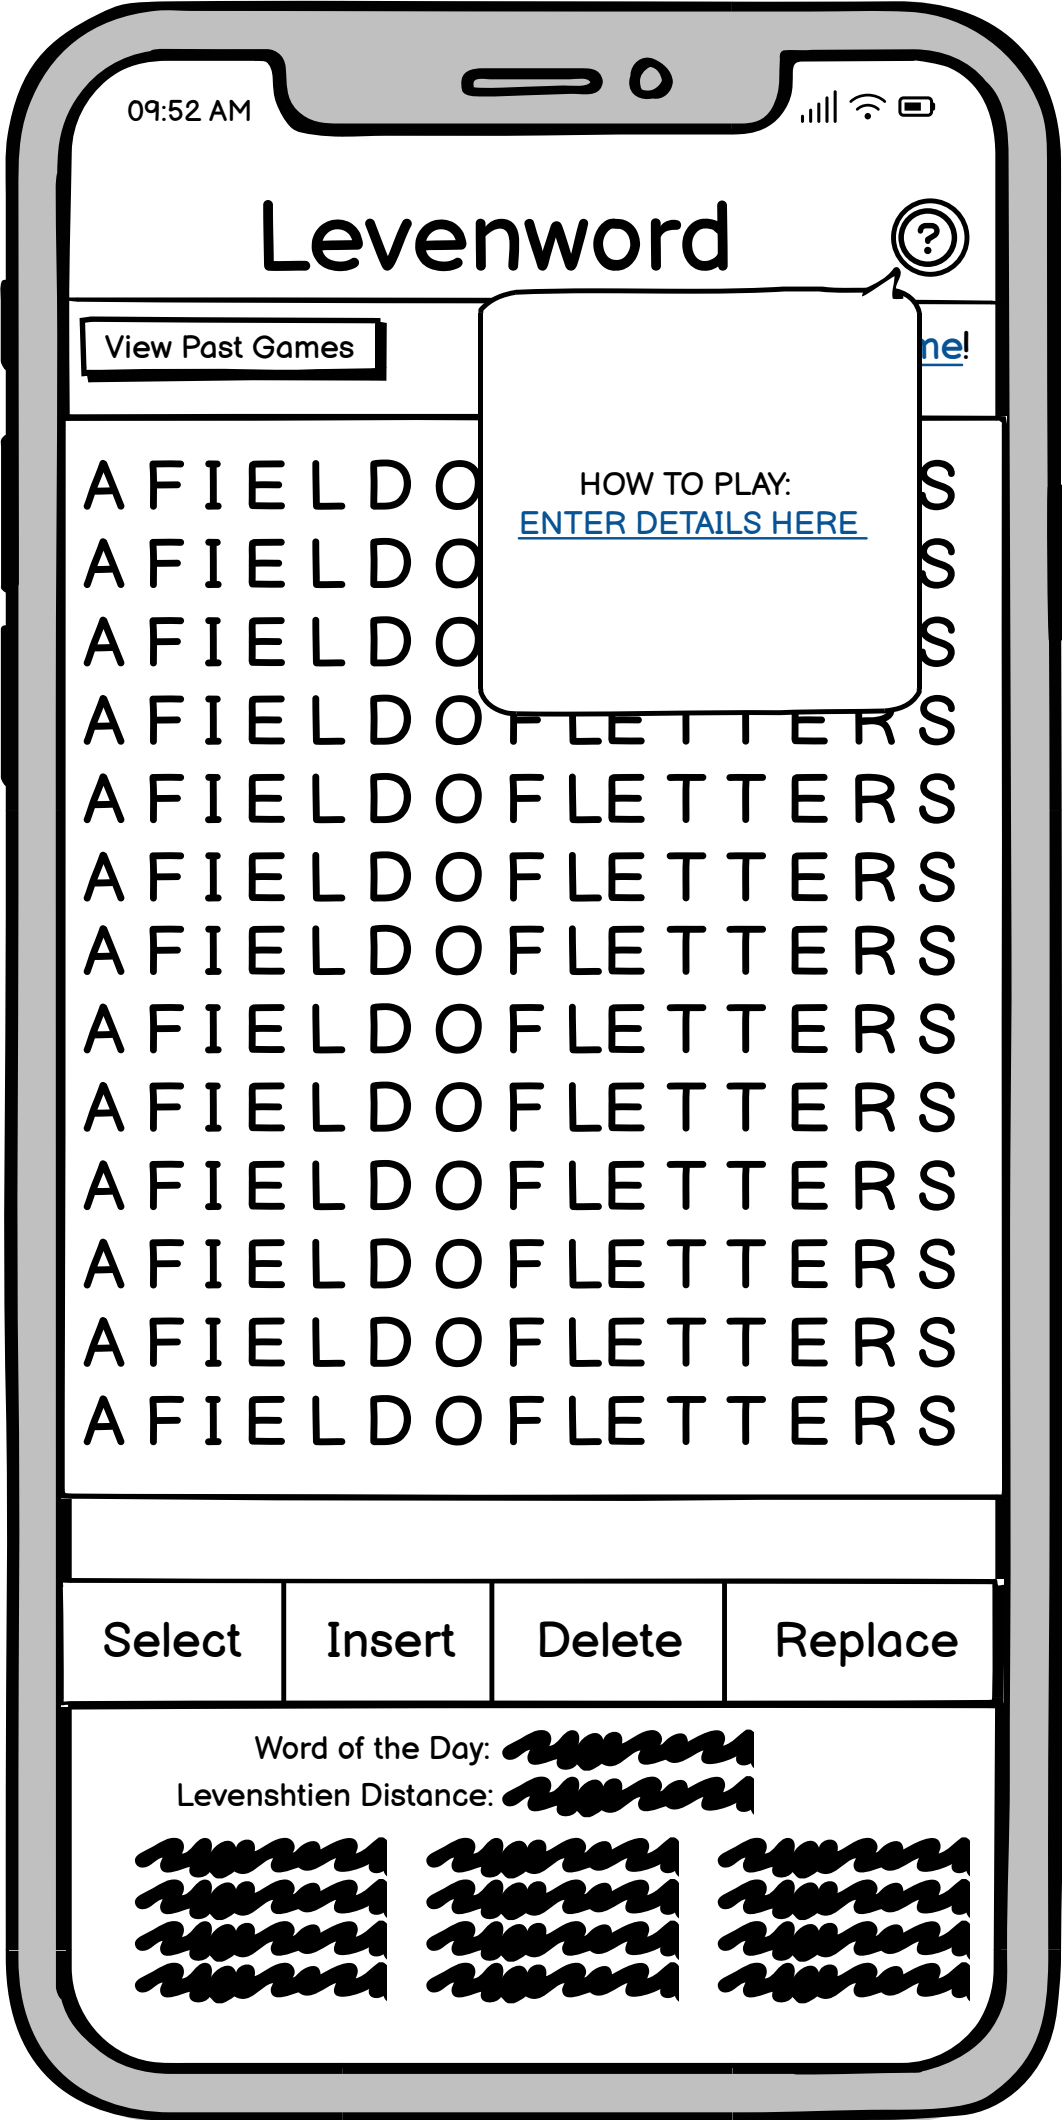 09:52 AM
Levenword
?
View Past Games
me!
HOW TO PLAY:
ENTER DETAILS HERE
A F I E L D O S
A F I E L D O S
A F I E L D O S
A F I E L D O F L E T T E R S
A F I E L D O F L E T T E R S
A F I E L D O F L E T T E R S
A F I E L D O F L E T T E R S
A F I E L D O F L E T T E R S
A F I E L D O F L E T T E R S
A F I E L D O F L E T T E R S
A F I E L D O F L E T T E R S
A F I E L D O F L E T T E R S
A F I E L D O F L E T T E R S
Select Insert Delete Replace
Word of the Day:
Levenshtien Distance: